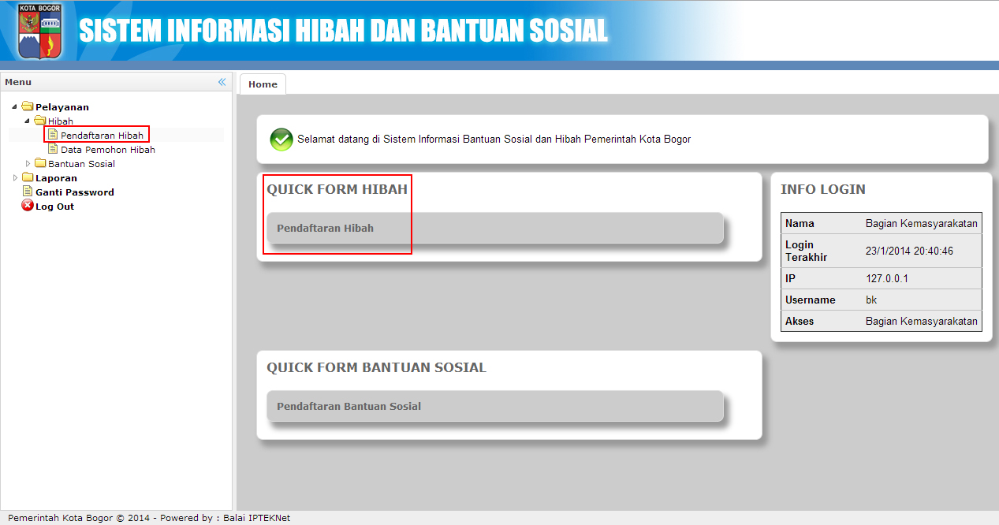 KOTA BOGOR
SISTEM INFORMASI HIBAH DAN BANTUAN SOSIAL
Menu
Pelayanan
Hibah
Pendaftaran Hibah
Data Pemohon Hibah
Bantuan Sosial
Laporan
Ganti Password
Log Out
Home
Selamat datang di Sistem Informasi Bantuan Sosial dan Hibah Pemerintah Kota Bogor
QUICK FORM HIBAH
Pendaftaran Hibah
QUICK FORM BANTUAN SOSIAL
Pendaftaran Bantuan Sosial
INFO LOGIN
Nama Bagian Kemasyarakatan
Login
Terakhir 23/1/2014 20:40:46
IP 127.0.0.1
Username bk
Akses Bagian Kemasyarakatan
Pemerintah Kota Bogor © 2014 - Powered by : Balai IPTEKNet